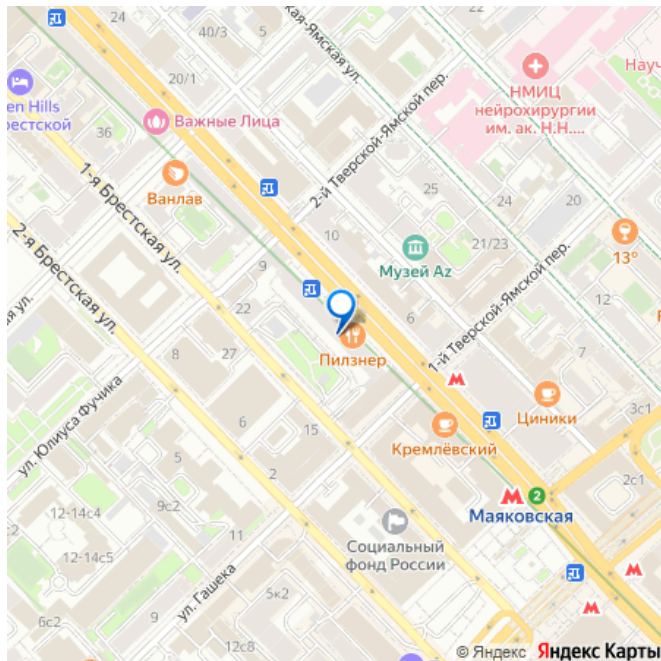 40/3
20/1
кая-Ямская ул.
НМИЦ
нейрохирургии
им. ак. Н.Н....
Науч
en Hills
рестской
36
Важные Лица
Ванлав
2-й Тверской-Ямской пер.
25
24
20
1-я Брестская ул.
2-я Брестская ул.
10
Музей Az
21/23
13°
9
22
6
12
1-й Тверской-Ямской пер.
7
я ул.
8
27
Пилзнер
М
ул. Юлиуса Фучика
6
15
Кремлёвский
Циники
3с1
5
2
9с2
М
2
Маяковская
2с1
12-14с4
11
Социальный
фонд России
12-14с5
24
ул. Гашека
5к2
М
М
6с2
12с8
© Яндекс Яндекс Карты